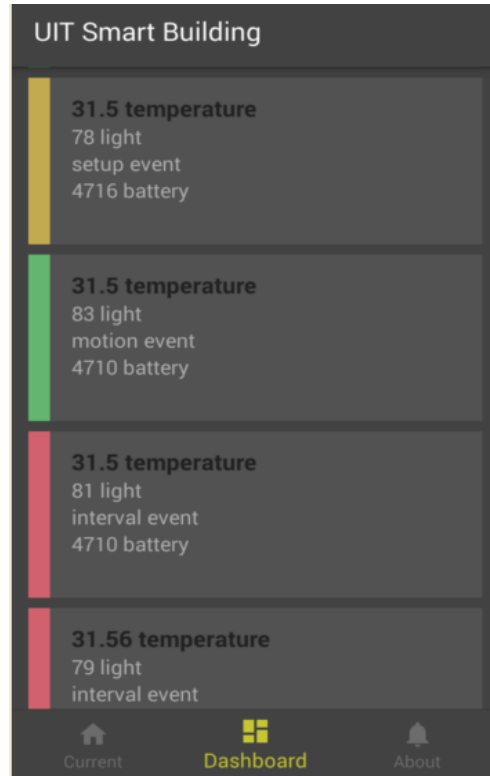 UIT Smart Building
31.5 temperature
78 light
setup event
4716 battery
31.5 temperature
83 light
motion event
4710 battery
31.5 temperature
81 light
interval event
4710 battery
31.56 temperature
79 light
interval event
Current
Dashboard
About